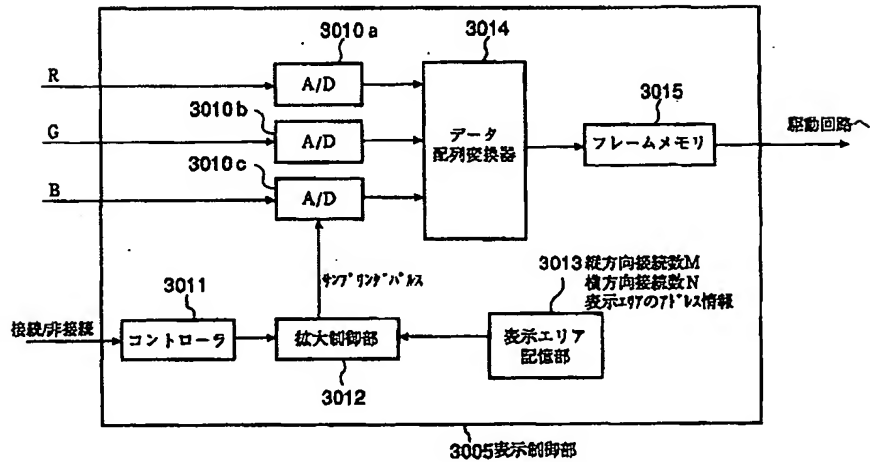 3010a
3014
R
A/D
3015
3010b
G
A/D
データ
配列変換器
フレームメモリ
駆動回路へ
3010c
B
A/D
サンプリングパルス
3013 縦方向接続数M
横方向接続数N
表示エリアのアドレス情報
3011
接続/非接続
コントローラ
拡大制御部
表示エリア
記憶部
3012
3005表示制御部